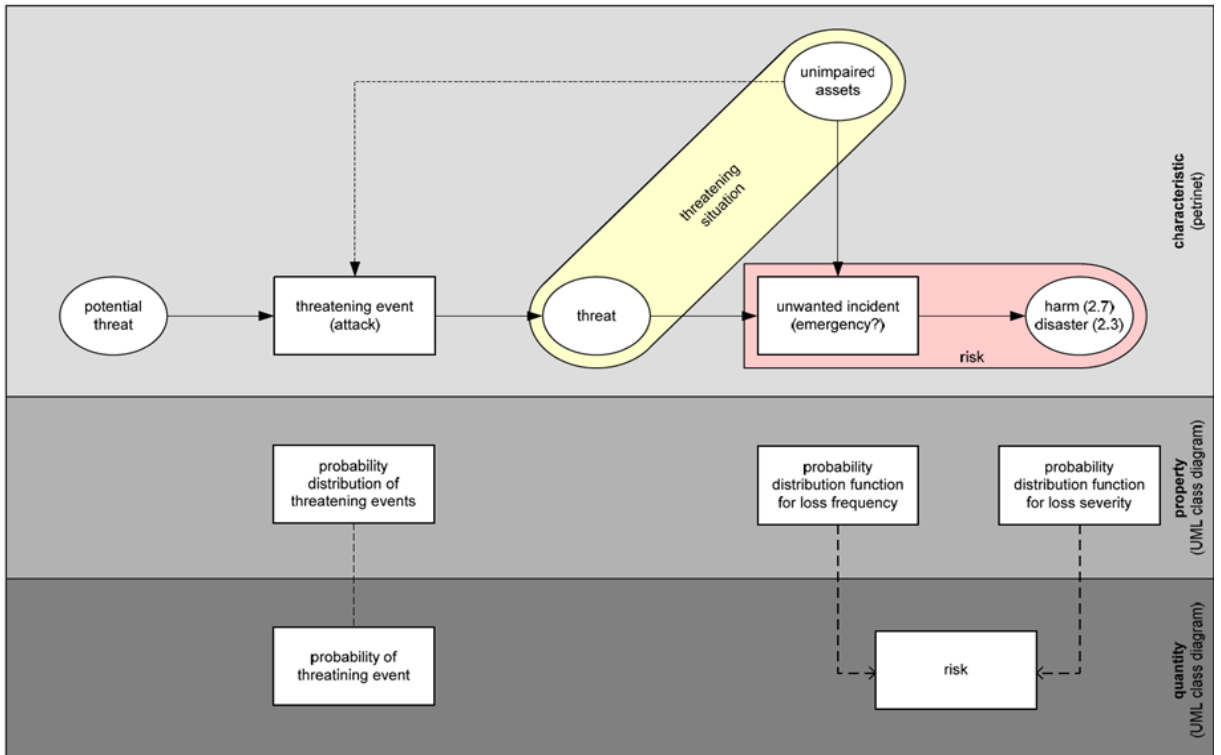 unimpaired
assets
threatening
situation
characteristic
(petrinet)
potential
threat
threatening event
(attack)
threat
unwanted incident
(emergency?)
harm (2.7)
disaster (2.3)
risk
probability
distribution of
threatening events
probability
distribution function
for loss frequency
probability
distribution function
for loss severity
property
(UML class diagram)
probability of
threatining event
risk
quantity
(UML class diagram)